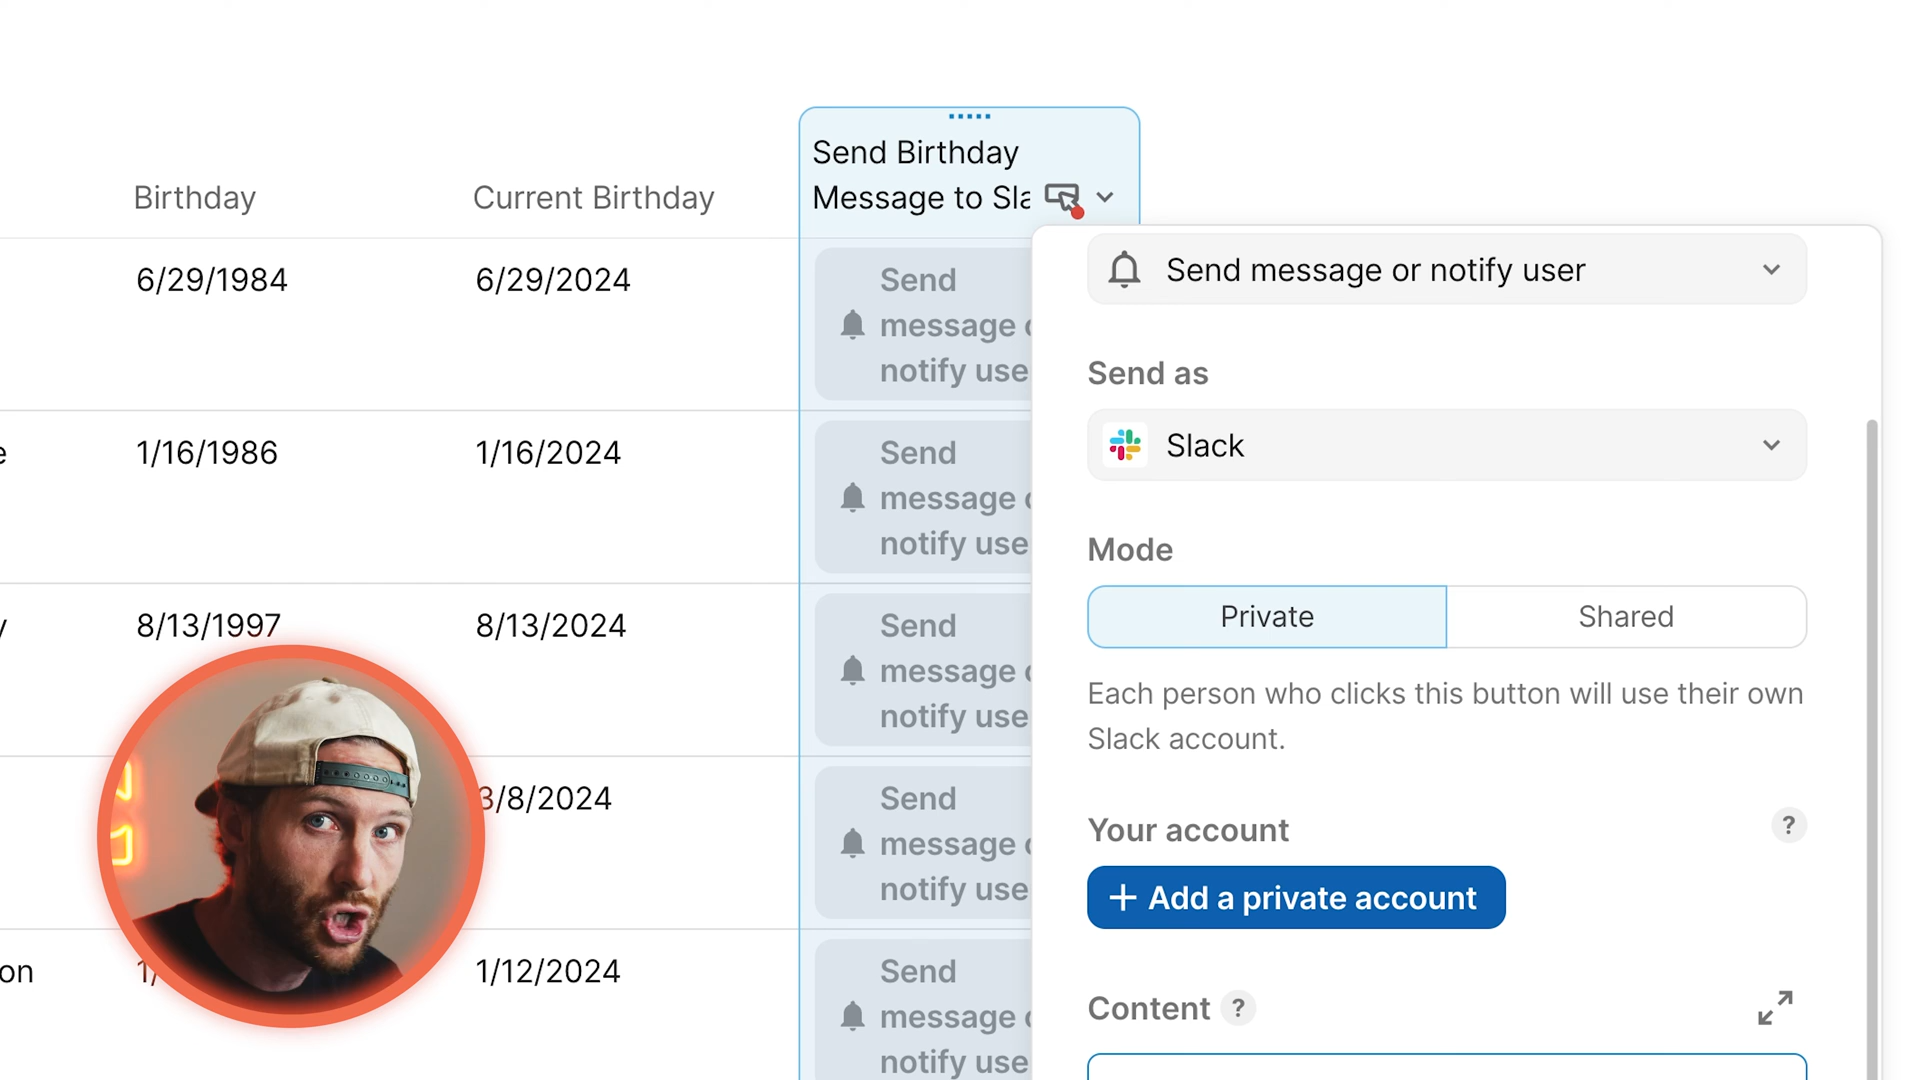 Send Birthday
Message to Sla
Birthday
Current Birthday
6/29/1984
6/29/2024
Send
message
notify use
1/16/1986
1/16/2024
Send
message
notify use
8/13/1997
8/13/2024
Send
message
notify use
3/8/2024
Send
message
notify use
on
1/
1/12/2024
Send
message
notify use
Send message or notify user
Send as
Slack
Mode
Private
Shared
Each person who clicks this button will use their own
Slack account.
Your account
?
+ Add a private account
Content ?